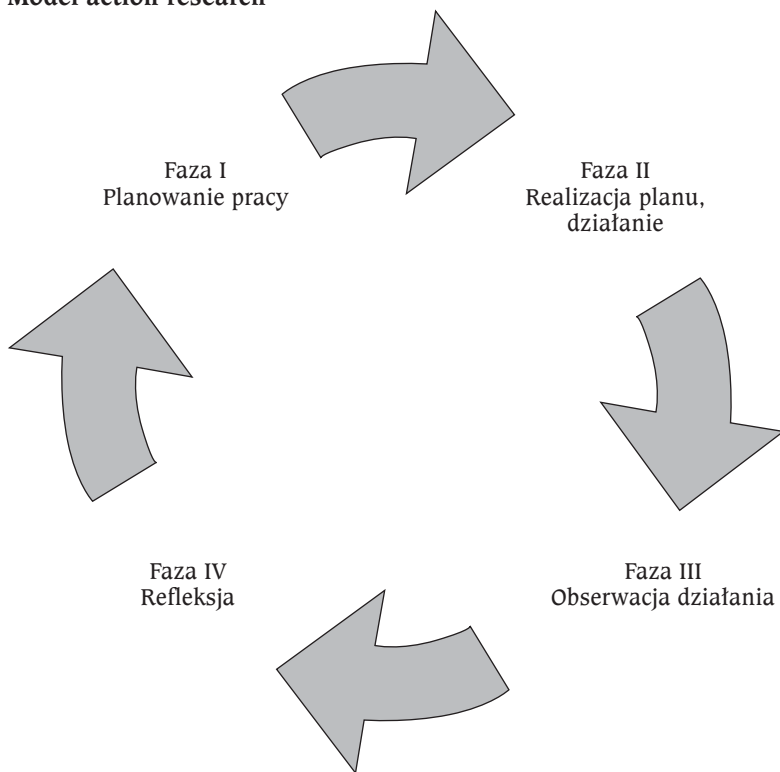 Model action research
Faza I
Planowanie pracy
Faza II
Realizacja planu,
działanie
Faza III
Obserwacja działania
Faza IV
Refleksja